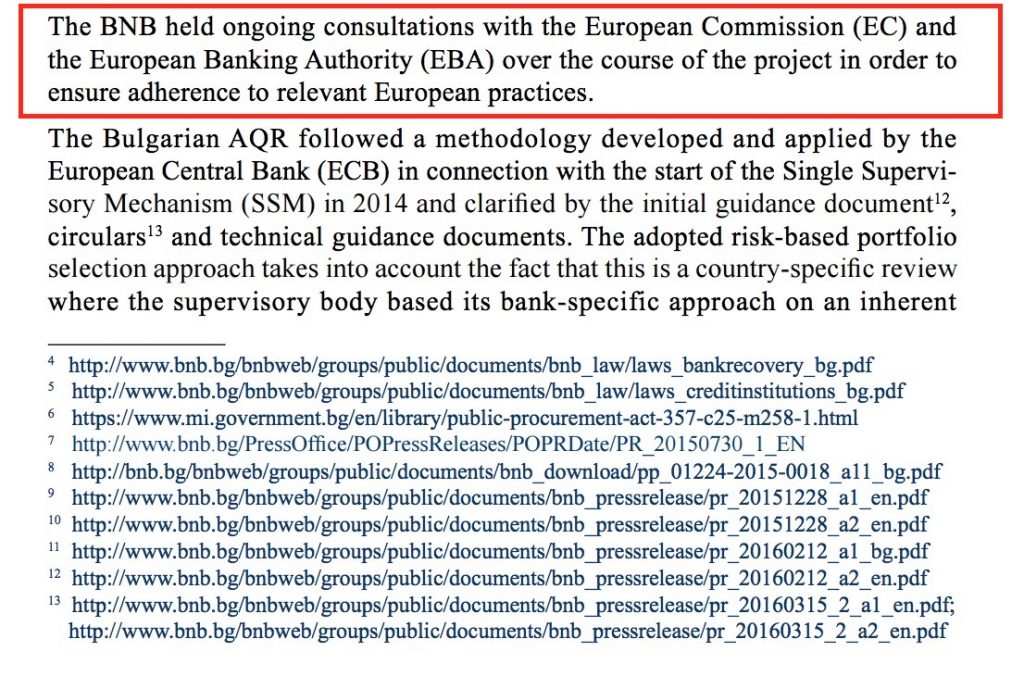 The BNB held ongoing consultations with the European Commission (EC) and
the European Banking Authority (EBA) over the course of the project in order to
ensure adherence to relevant European practices.
The Bulgarian AQR followed a methodology developed and applied by the
European Central Bank (ECB) in connection with the start of the Single Supervi-
sory Mechanism (SSM) in 2014 and clarified by the initial guidance document¹²,
circulars¹³ and technical guidance documents. The adopted risk-based portfolio
selection approach takes into account the fact that this is a country-specific review
where the supervisory body based its bank-specific approach on an inherent
⁴ http://www.bnb.bg/bnbweb/groups/public/documents/bnb_law/laws_bankrecovery_bg.pdf
⁵ http://www.bnb.bg/bnbweb/groups/public/documents/bnb_law/laws_creditinstitutions_bg.pdf
⁶ https://www.mi.government.bg/en/library/public-procurement-act-357-c25-m258-1.html
⁷ http://www.bnb.bg/PressOffice/POPressReleases/POPRDate/PR_20150730_1_EN
⁸ http://bnb.bg/bnbweb/groups/public/documents/bnb_download/pp_01224-2015-0018_a11_bg.pdf
⁹ http://www.bnb.bg/bnbweb/groups/public/documents/bnb_pressrelease/pr_20151228_a1_en.pdf
¹⁰ http://www.bnb.bg/bnbweb/groups/public/documents/bnb_pressrelease/pr_20151228_a2_en.pdf
¹¹ http://www.bnb.bg/bnbweb/groups/public/documents/bnb_pressrelease/pr_20160212_a1_bg.pdf
¹² http://www.bnb.bg/bnbweb/groups/public/documents/bnb_pressrelease/pr_20160212_a2_en.pdf
¹³ http://www.bnb.bg/bnbweb/groups/public/documents/bnb_pressrelease/pr_20160315_2_a1_en.pdf;
http://www.bnb.bg/bnbweb/groups/public/documents/bnb_pressrelease/pr_20160315_2_a2_en.pdf